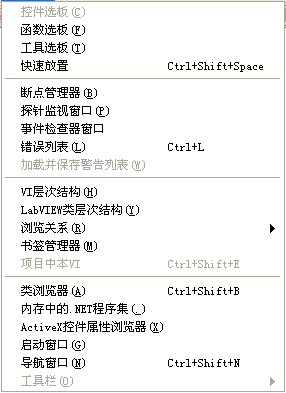 控件选板(C)
函数选板(F)
工具选板(T)
快速放置 Ctrl+Shift+Space
断点管理器(B)
探针监视窗口(P)
事件检查器窗口
错误列表(L) Ctrl+L
加载并保存警告列表(W)
VI层次结构(H)
LabVIEW类层次结构(Y)
浏览关系(R)
书签管理器(M)
项目中本VI Ctrl+Shift+E
类浏览器(A) Ctrl+Shift+B
内存中的.NET程序集(_)
ActiveX控件属性浏览器(X)
启动窗口(G)
导航窗口(N) Ctrl+Shift+N
工具栏(O)